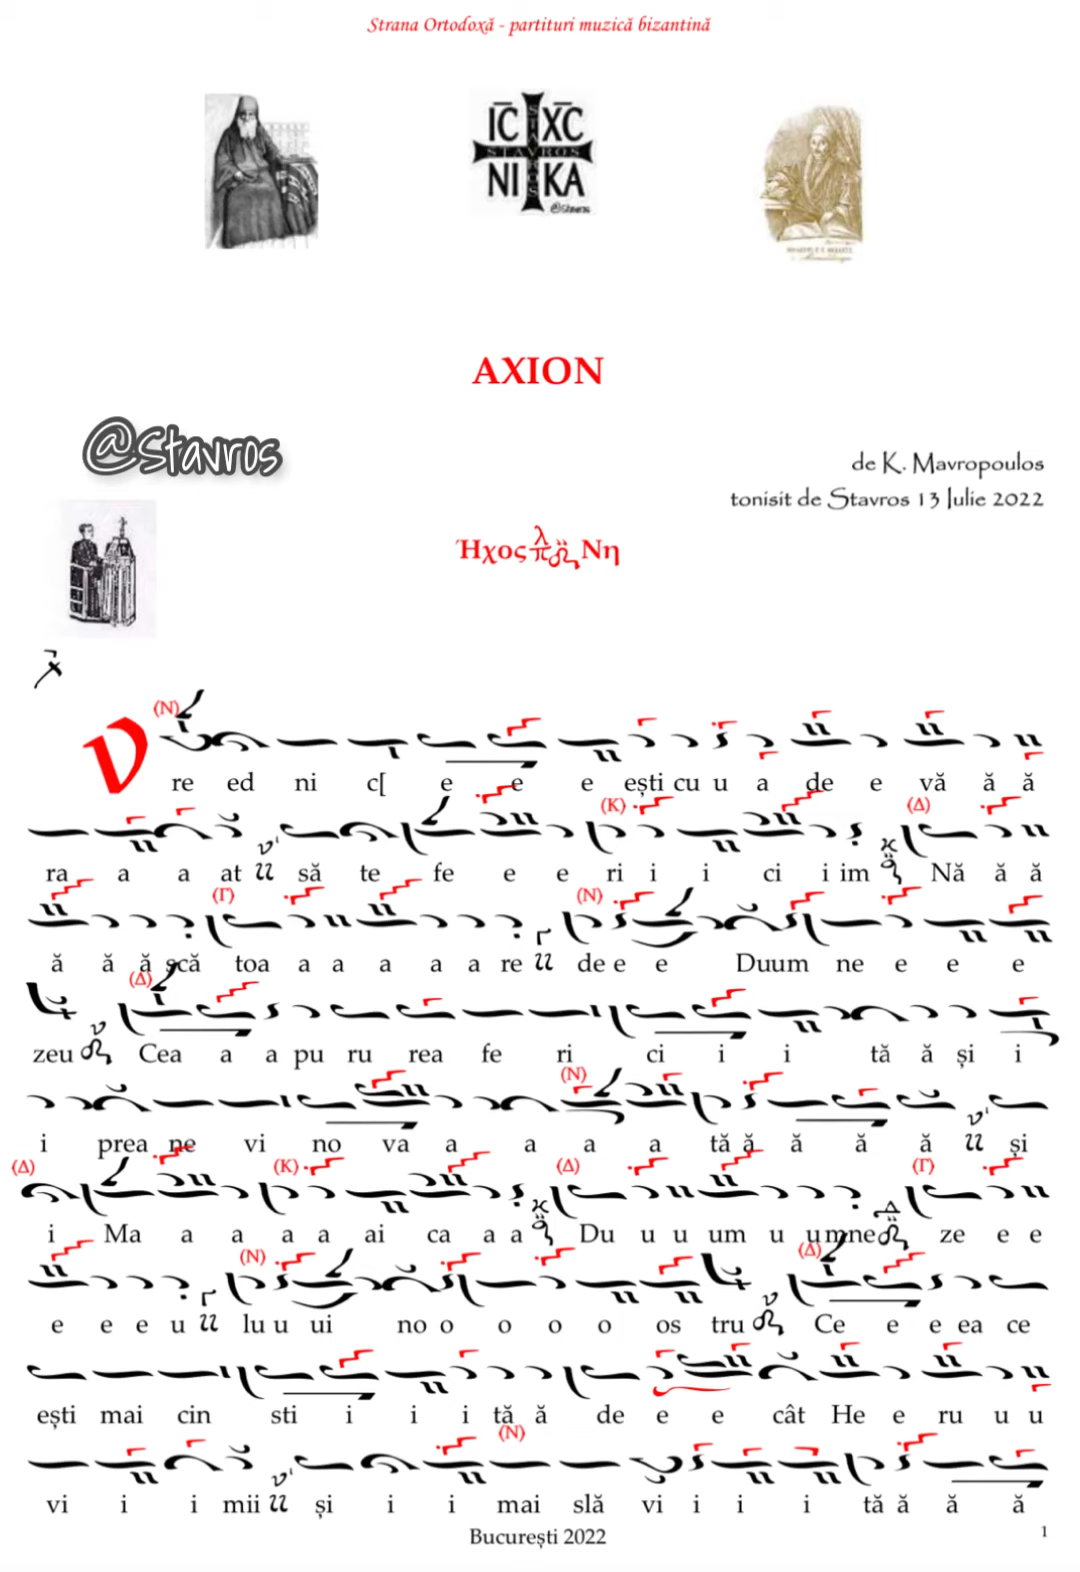 Strana Ortodoxă - partituri muzică bizantină
IC XC
STAVROS
NI KA
@Stavros
AXION
@Stavros
de K. Mavropoulos
tonisit de Stavros 13 Iulie 2022
Ήχος λ π Νη
(Ν)
V re ed ni c[ e e e ești cu u a de e vă ă ă
(Κ) (Δ)
ra a a at să te fe e e ri i i ci i im Nă ă ă
(Γ) (Ν)
ă ă ă scă toa a a a a a re de e e Duum ne e e e
(Δ)
zeu Cea a a pu ru rea fe ri ci i i tă ă și i
(Ν)
i prea ne vi no va a a a a tă ă ă ă ă și
(Δ) (Κ) (Δ) (Γ)
i Ma a a a a ai ca a a Du u u um u umne ze e e
(Ν) (Δ)
e e e u lu u ui no o o o o os tru Ce e e ea ce
ești mai cin sti i i i tă ă de e e cât He e ru u u
(Ν)
vi i i mii și i i mai slă vi i i i tă ă ă ă
București 2022
1